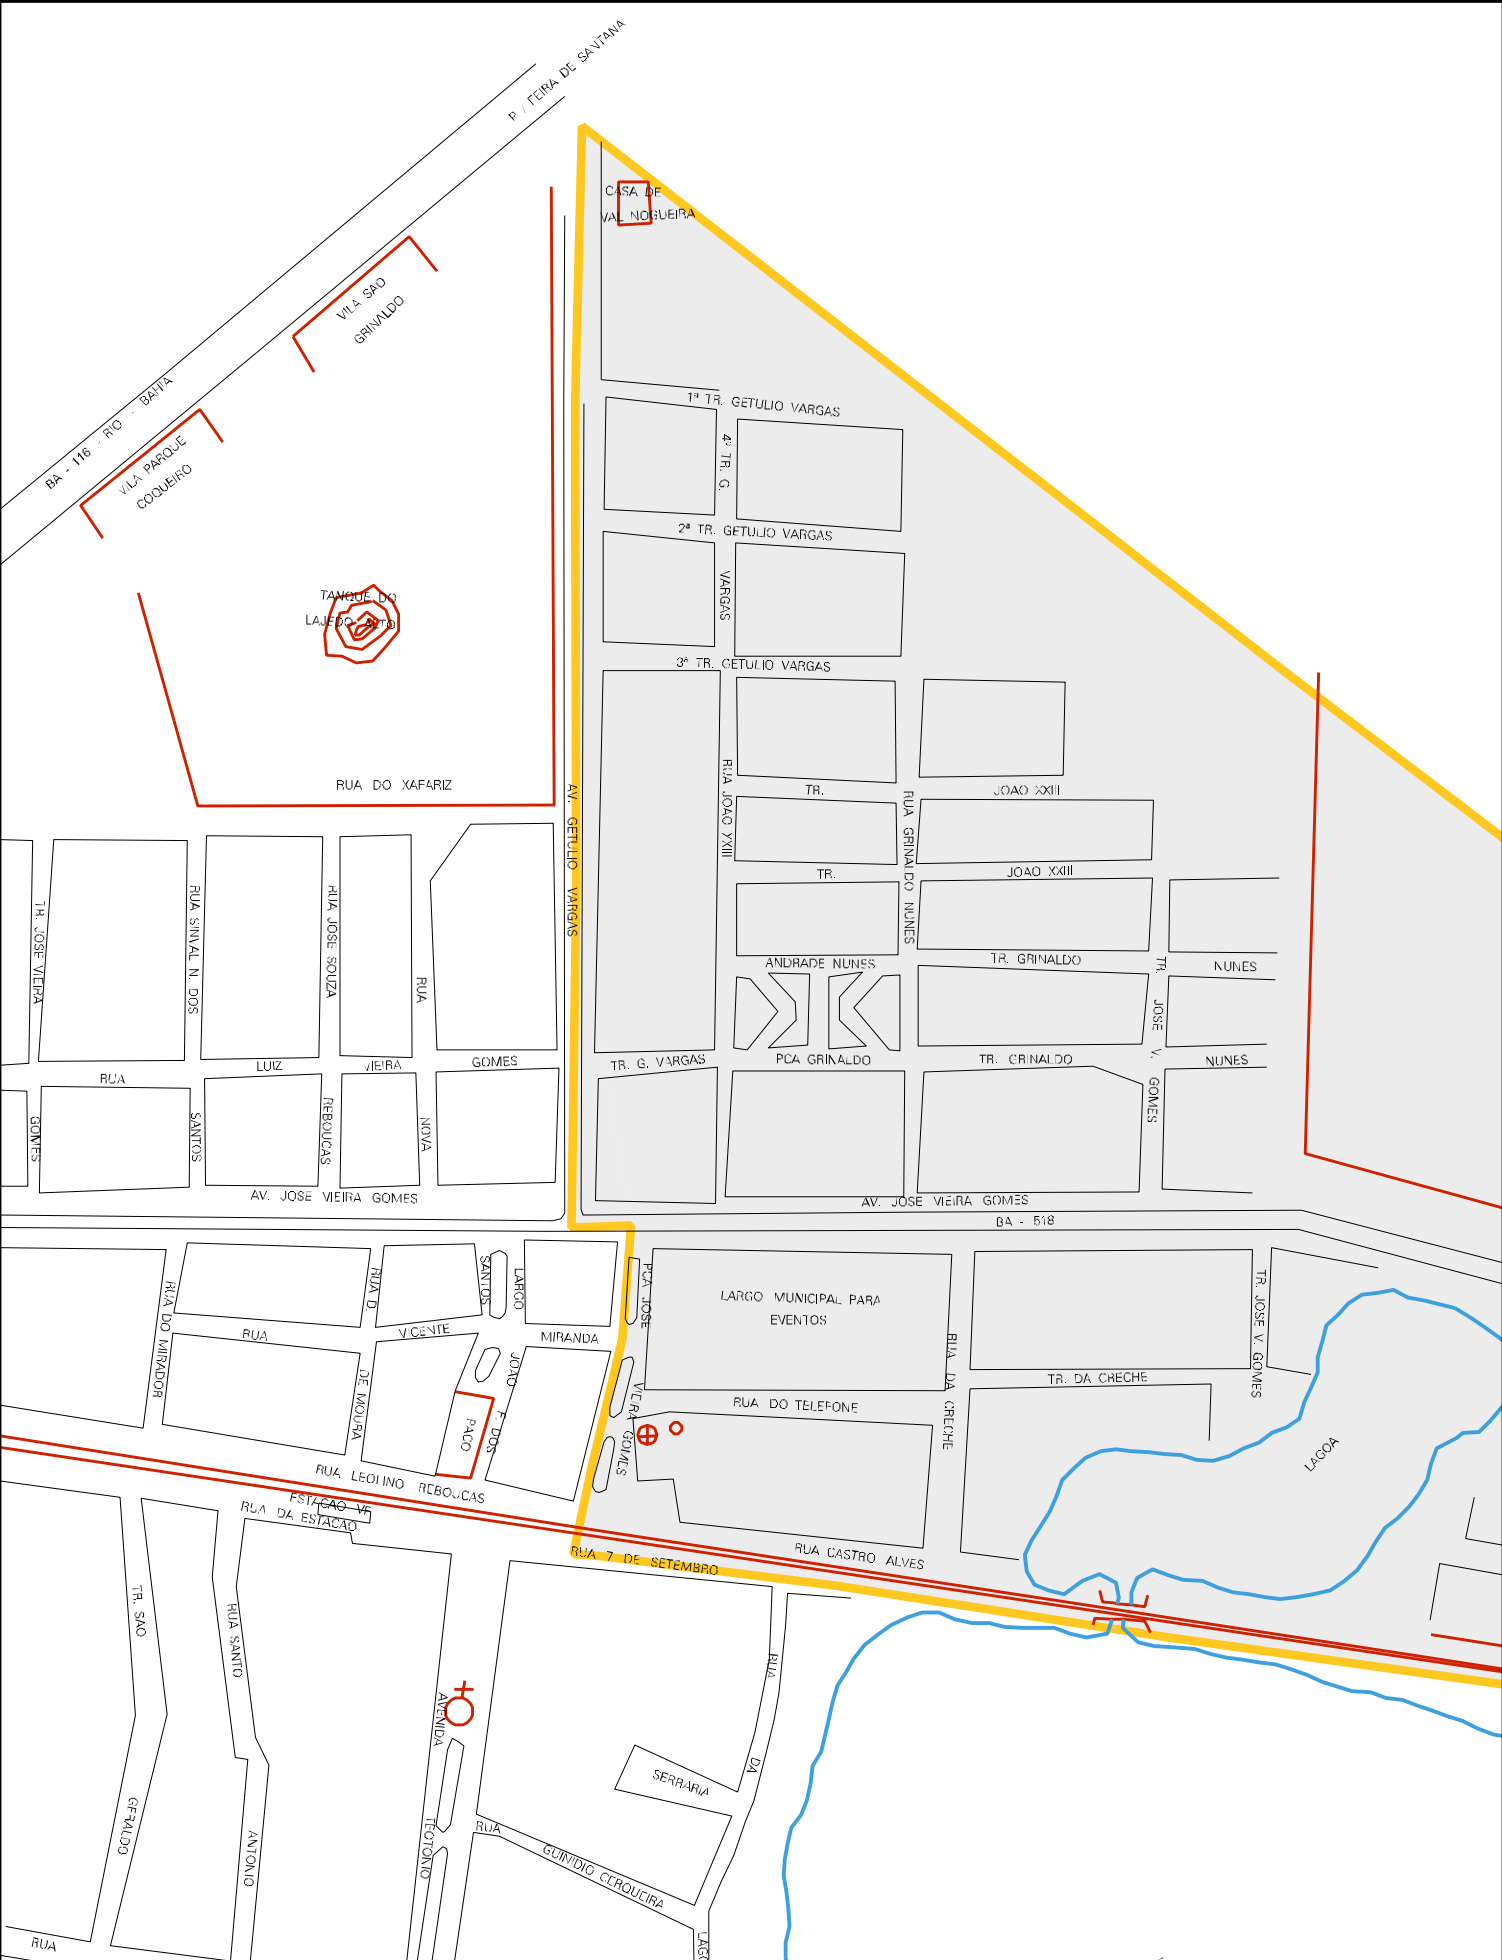 P / FEIRA DE SANTANA
CASA DE
VAL NOGUEIRA
VILA SAO
GRINALDO
BA - 116 - RIO - BAHIA
VILA PARQUE
COQUEIRO
1ª TR. GETULIO VARGAS
4ª TR. G.
VARGAS
2ª TR. GETULIO VARGAS
TANQUE DO
LAJEDO ALTO
3ª TR. GETULIO VARGAS
RUA DO XAFARIZ
AV. GETULIO VARGAS
RUA JOAO XXIII
TR. JOAO XXIII
RUA GRINALDO NUNES
TR. JOAO XXIII
TR. JOSE VIEIRA
GOMES
RUA SINVAL N. DOS
SANTOS
RUA JOSE SOUZA
REBOUCAS
RUA
NOVA
ANDRADE NUNES
TR. GRINALDO NUNES
TR. JOSE V. GOMES
RUA LUIZ VIEIRA GOMES
TR. G. VARGAS
PCA GRINALDO
TR. GRINALDO NUNES
AV. JOSE VIEIRA GOMES
AV. JOSE VIEIRA GOMES
BA - 518
RUA DO MIRADOR
RUA D.
DE MOURA
SANTOS
LARGO
PCA JOSE
VIEIRA
GOMES
LARGO MUNICIPAL PARA
EVENTOS
TR. JOSE V. GOMES
RUA VICENTE MIRANDA
JOAO
F. DOS
PACO
RUA DA CRECHE
TR. DA CRECHE
RUA DO TELEFONE
LAGOA
RUA LEOLINO REBOUCAS
ESTACAO VF
RUA DA ESTACAO
RUA CASTRO ALVES
RUA 7 DE SETEMBRO
TR. SAO
GERALDO
RUA SANTO
ANTONIO
AVENIDA
TEOTONIO
RUA
DA
SERRARIA
RUA
GUINIDIO CERQUEIRA
RUA